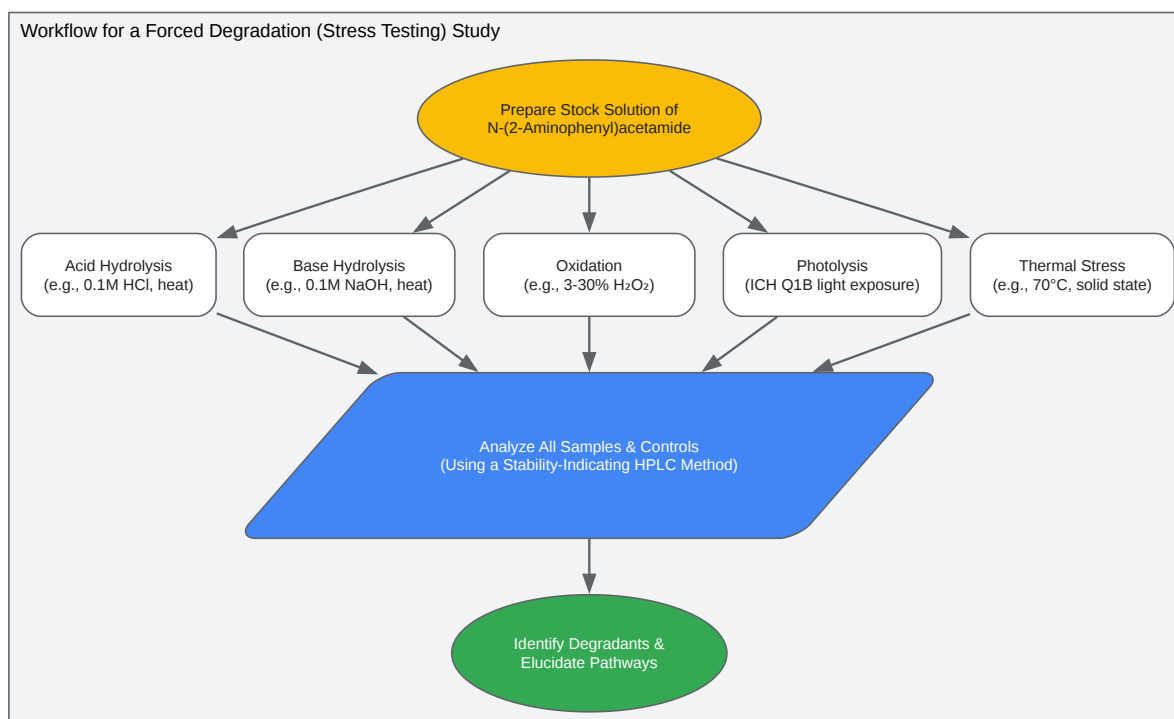 Workflow for a Forced Degradation (Stress Testing) Study
Prepare Stock Solution of
N-(2-Aminophenyl)acetamide
Acid Hydrolysis
(e.g., 0.1M HCl, heat)
Base Hydrolysis
(e.g., 0.1M NaOH, heat)
Oxidation
(e.g., 3-30% H₂O₂)
Photolysis
(ICH Q1B light exposure)
Thermal Stress
(e.g., 70°C, solid state)
Analyze All Samples & Controls
(Using a Stability-Indicating HPLC Method)
Identify Degradants &
Elucidate Pathways